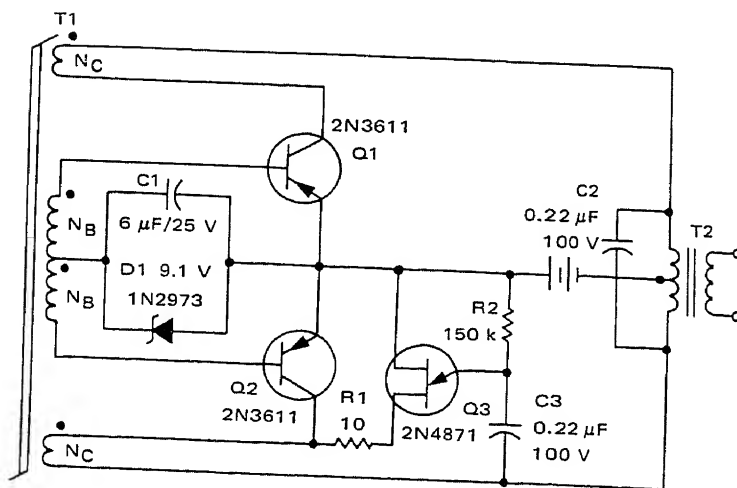 T1
NC
2N3611
Q1
C1
6 μF/25 V
NB
D1 9.1 V
1N2973
NB
C2
0.22 μF
100 V
T2
R2
150 k
Q2
2N3611
R1
10
Q3
2N4871
C3
0.22 μF
100 V
NC